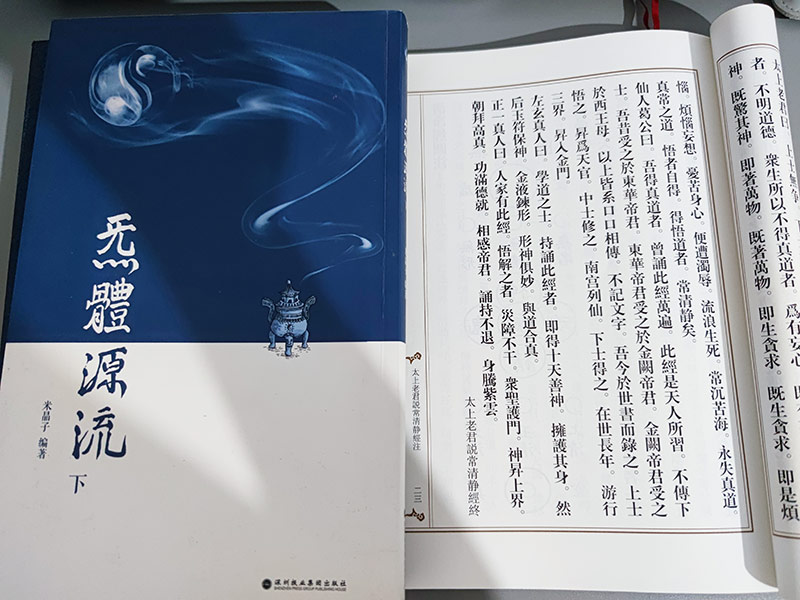 炁體源流
下
米晶子 編著
深圳报业集团出版社
SHENZHEN PRESS GROUP PUBLISHING HOUSE
太上老君曰。上士
者。不明道德。衆生所以不得真道者。爲有妄心。
神。既驚其神。即著萬物。既著萬物。即生貪求。既生貪求。即是煩
惱。煩惱妄想。憂苦身心。便遭濁辱。流浪生死。常沉苦海。永失真道。
真常之道。悟者自得。得悟道者。常清静矣。
仙人葛公曰。吾得真道者。曾誦此經萬遍。此經是天人所習。不傳下
士。吾昔受之於東華帝君。東華帝君受之於金闕帝君。金闕帝君受之
於西王母。以上皆系口口相傳。不記文字。吾今於世書而錄之。上士
悟之。昇爲天官。中士修之。南宫列仙。下士得之。在世長年。游行
三界。昇入金門。
左玄真人曰。學道之士。持誦此經者。即得十天善神。擁護其身。然
后玉符保神。金液鍊形。形神俱妙。與道合真。
正一真人曰。人家有此經。悟解之者。災障不干。衆聖護門。神昇上界。
朝拜高真。功滿德就。相感帝君。誦持不退。身騰紫雲。
太上老君説常清静經終
太上老君説常清静經注
二三